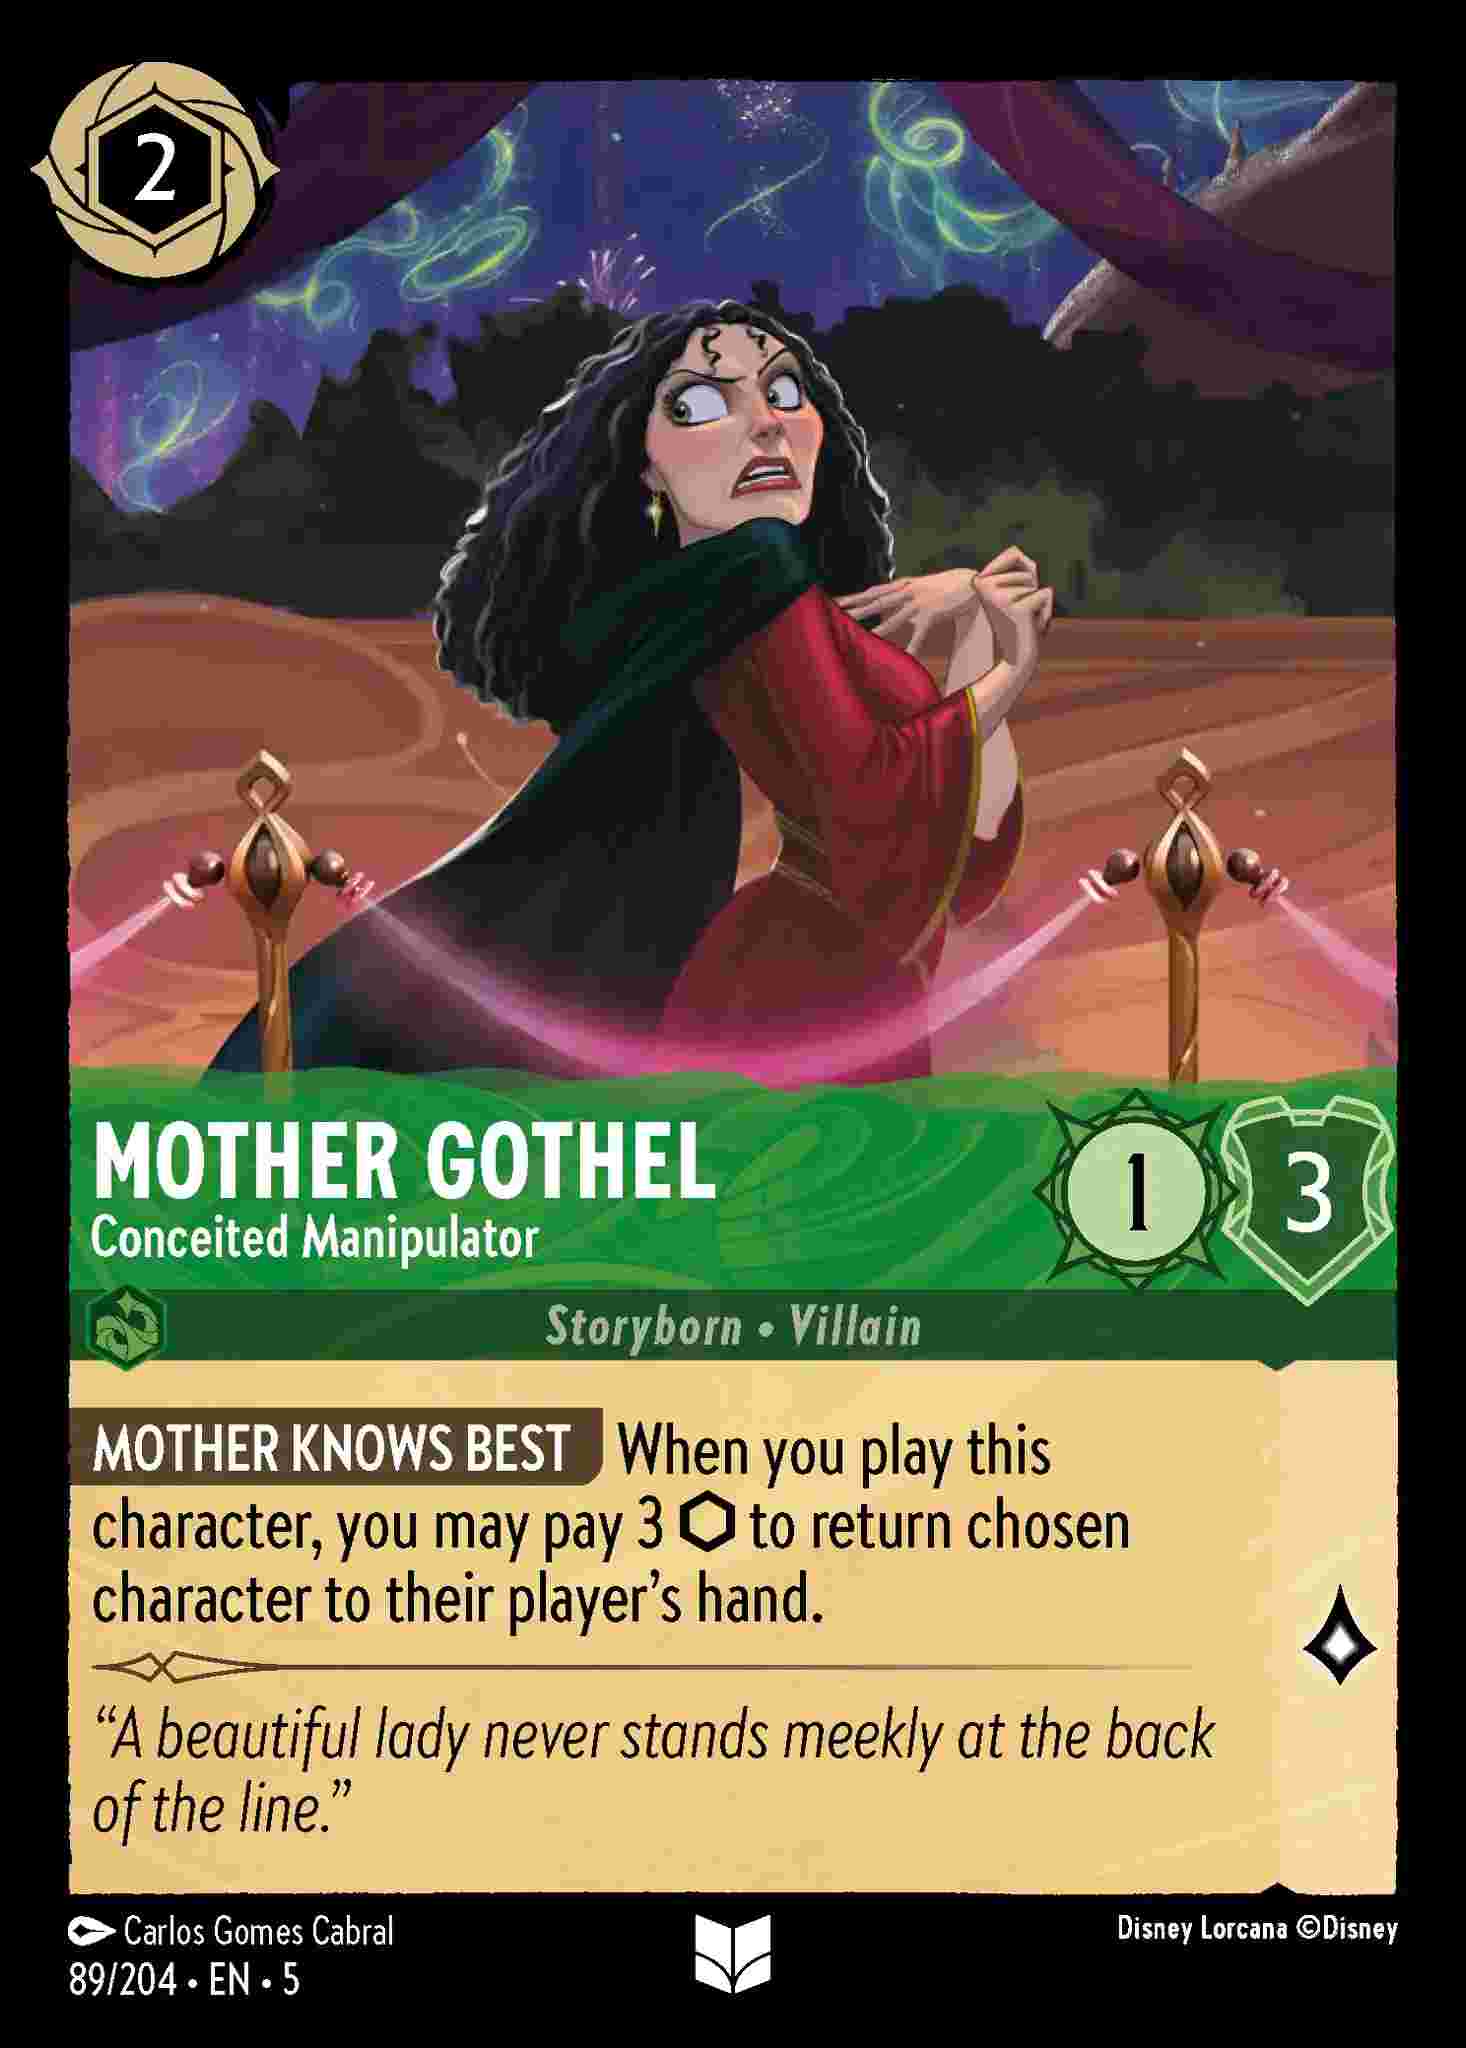 2
MOTHER GOTHEL
Conceited Manipulator
1
3
Storyborn • Villain
MOTHER KNOWS BEST When you play this
character, you may pay 3 ⬡ to return chosen
character to their player’s hand.
“A beautiful lady never stands meekly at the back
of the line.”
Carlos Gomes Cabral
Disney Lorcana ©Disney
89/204 • EN • 5